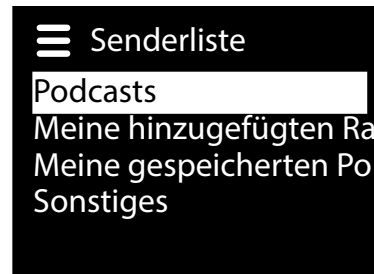 Senderliste
Podcasts
Meine hinzugefügten Ra
Meine gespeicherten Po
Sonstiges